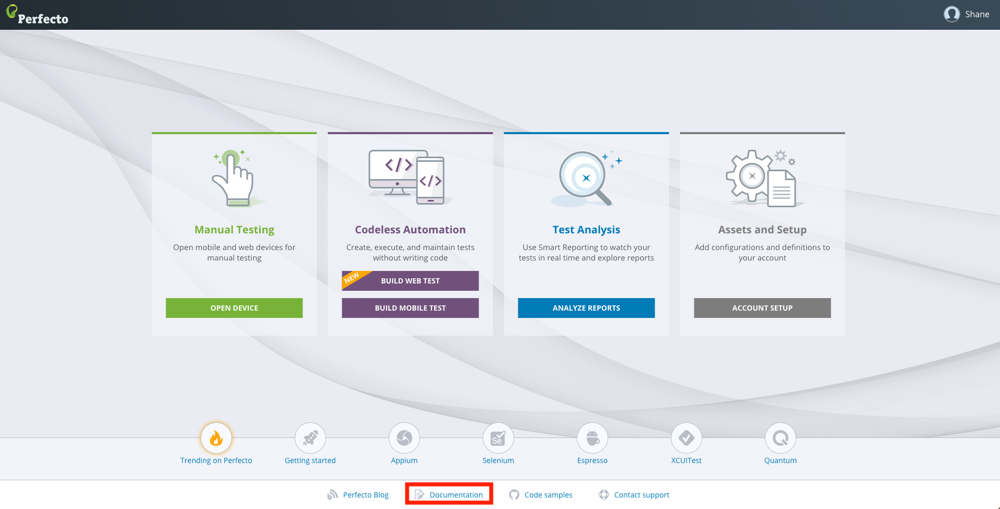 Perfecto
Shane
Manual Testing
Open mobile and web devices for
manual testing
OPEN DEVICE
Codeless Automation
Create, execute, and maintain tests
without writing code
NEW
BUILD WEB TEST
BUILD MOBILE TEST
Test Analysis
Use Smart Reporting to watch your
tests in real time and explore reports
ANALYZE REPORTS
Assets and Setup
Add configurations and definitions to
your account
ACCOUNT SETUP
Se
Trending on Perfecto
Getting started
Appium
Selenium
Espresso
XCUITest
Quantum
Perfecto Blog
Documentation
Code samples
Contact support